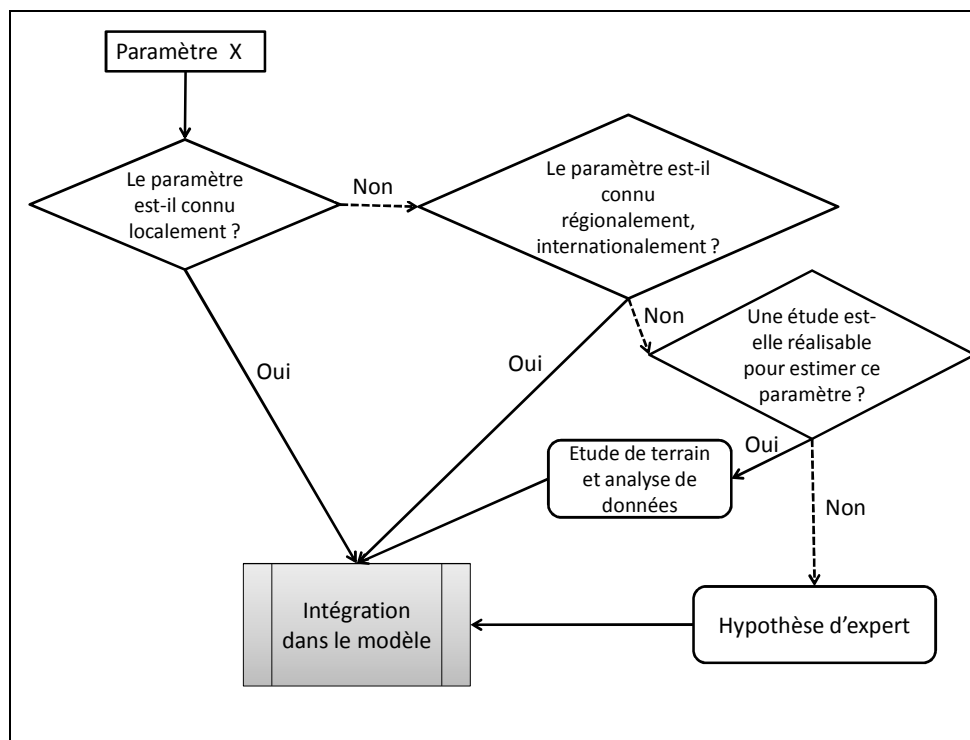 Paramètre X
Le paramètre
est-il connu
localement ?
Non
Le paramètre est-il
connu
régionalement,
internationalement ?
Non
Une étude est-
elle réalisable
pour estimer ce
paramètre ?
Oui
Oui
Oui
Etude de terrain
et analyse de
données
Non
Intégration
dans le modèle
Hypothèse d'expert